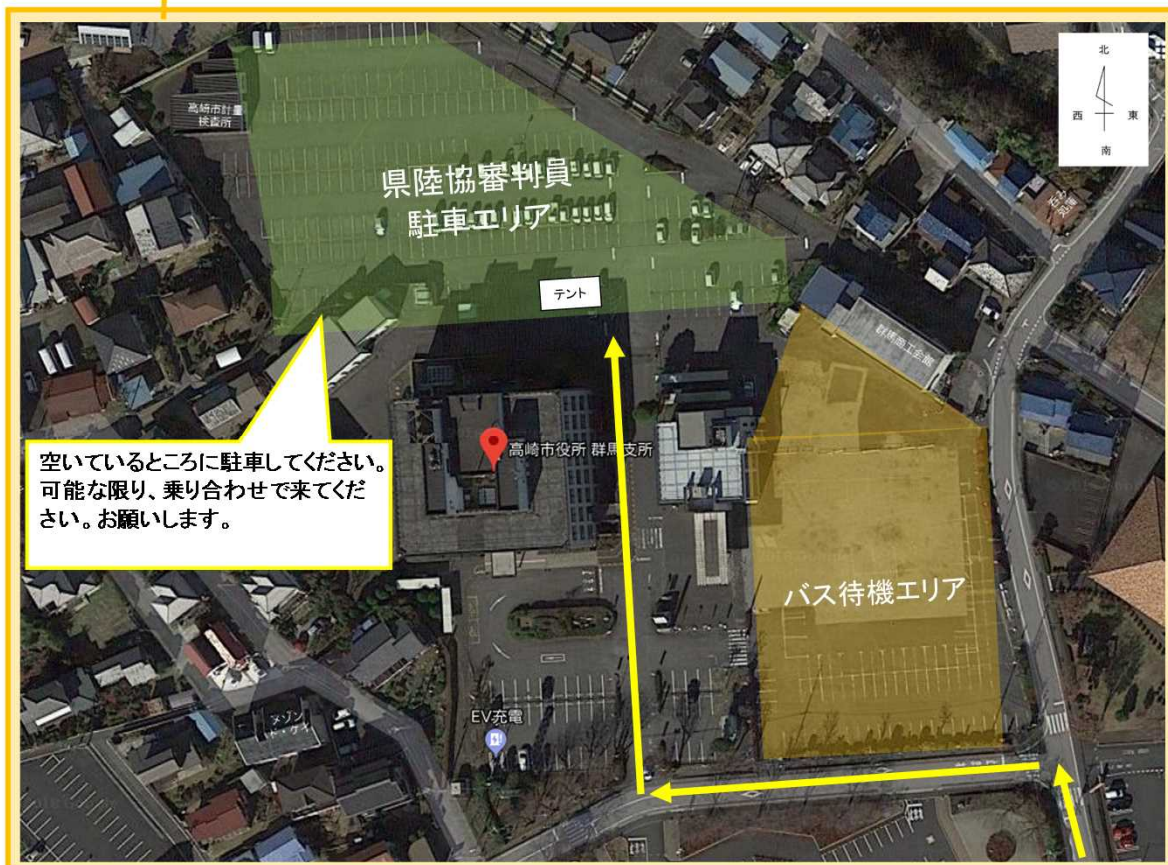 北
西
東
南
高崎市計量
検査所
県陸協審判員
駐車エリア
テント
群馬商工会館
高崎市役所 群馬支所
空いているところに駐車してください。
可能な限り、乗り合わせで来てくだ
さい。お願いします。
バス待機エリア
EV充電
メゾン